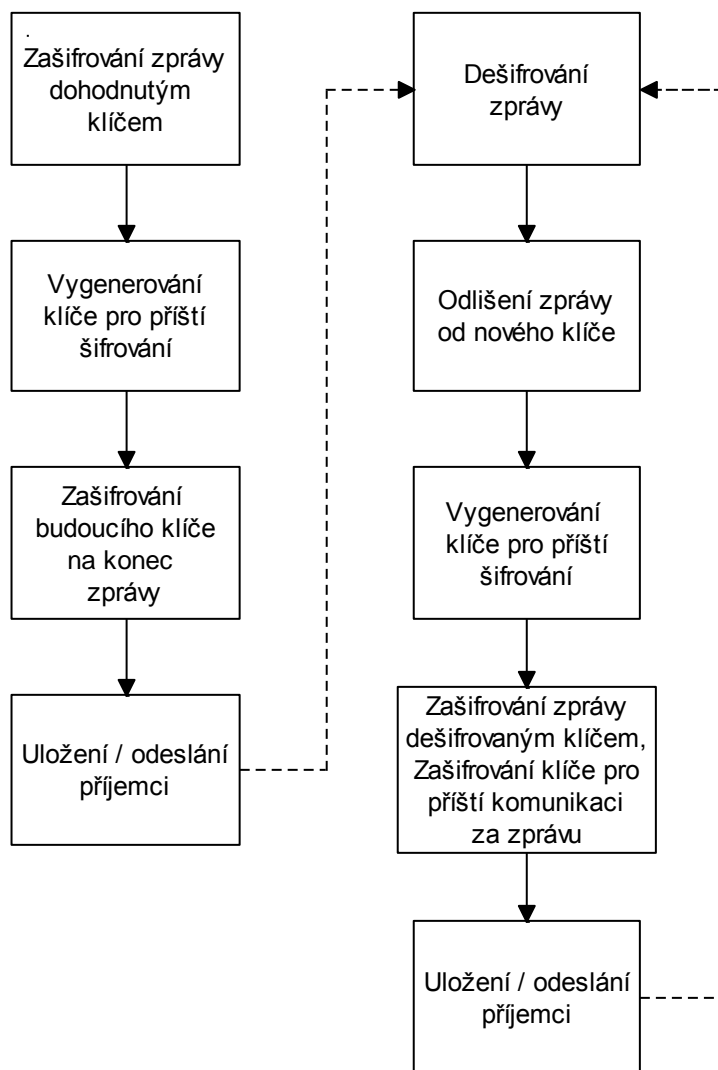 Zašifrování zprávy
dohodnutým
klíčem
Vygenerování
klíče pro příští
šifrování
Zašifrování
budoucího klíče
na konec
zprávy
Uložení / odeslání
příjemci
Dešifrování
zprávy
Odlišení zprávy
od nového klíče
Vygenerování
klíče pro příští
šifrování
Zašifrování zprávy
dešifrovaným klíčem,
Zašifrování klíče pro
příští komunikaci
za zprávu
Uložení / odeslání
příjemci